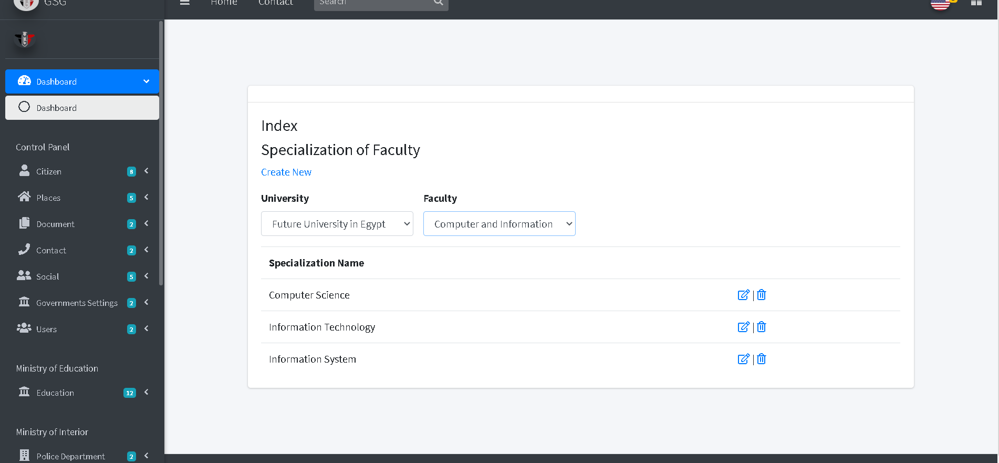 GSG
Home Contact Search
Dashboard
Dashboard
Control Panel
Citizen 8
Places 5
Document 2
Contact 2
Social 5
Governments Settings 2
Users 2
Ministry of Education
Education 12
Ministry of Interior
Police Department 2
Index
Specialization of Faculty
Create New
University Faculty
Future University in Egypt Computer and Information
Specialization Name
Computer Science |
Information Technology |
Information System |